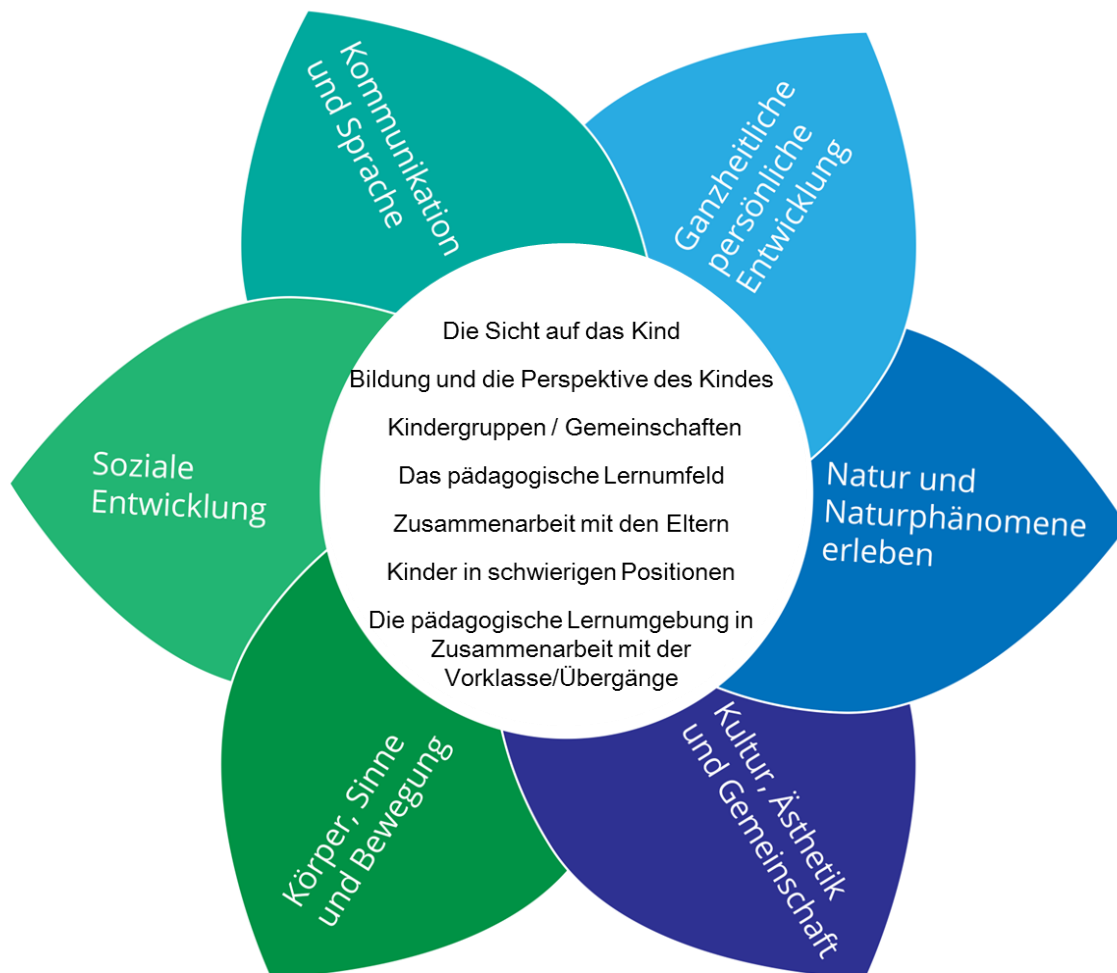 Kommunikation
und Sprache
Ganzheitliche
persönliche
Entwicklung
Die Sicht auf das Kind
Bildung und die Perspektive des Kindes
Kindergruppen / Gemeinschaften
Das pädagogische Lernumfeld
Zusammenarbeit mit den Eltern
Kinder in schwierigen Positionen
Die pädagogische Lernumgebung in
Zusammenarbeit mit der
Vorklasse/Übergänge
Soziale
Entwicklung
Natur und
Naturphänomene
erleben
Körper, Sinne
und Bewegung
Kultur, Ästhetik
und Gemeinschaft